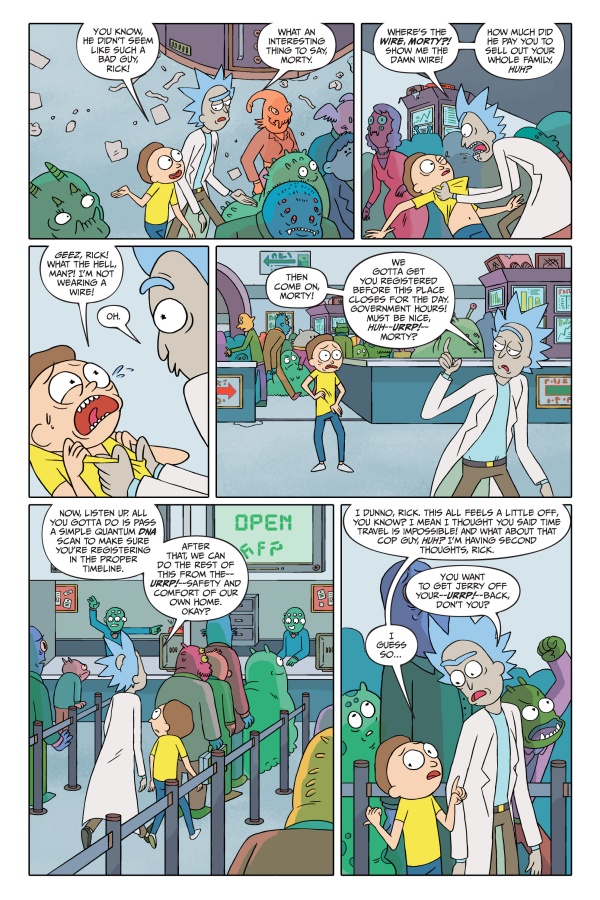 YOU KNOW,
HE DIDN'T SEEM
LIKE SUCH A
BAD GUY,
RICK!
WHAT AN
INTERESTING
THING TO SAY,
MORTY.
WHERE'S THE
WIRE, MORTY?!
SHOW ME THE
DAMN WIRE!
HOW MUCH DID
HE PAY YOU TO
SELL OUT YOUR
WHOLE FAMILY,
HUH?
GEEZ, RICK!
WHAT THE HELL,
MAN?! I'M NOT
WEARING A
WIRE!
OH.
THEN
COME ON,
MORTY!
WE
GOTTA GET
YOU REGISTERED
BEFORE THIS PLACE
CLOSES FOR THE DAY.
GOVERNMENT HOURS!
MUST BE NICE,
HUH--URRP!--
MORTY?
NOW, LISTEN UP. ALL
YOU GOTTA DO IS PASS
A SIMPLE QUANTUM DNA
SCAN TO MAKE SURE
YOU'RE REGISTERING
IN THE PROPER
TIMELINE.
AFTER
THAT, WE CAN
DO THE REST OF
THIS FROM THE--
URRP!--SAFETY AND
COMFORT OF OUR
OWN HOME.
OKAY?
OPEN
I DUNNO, RICK. THIS ALL FEELS A LITTLE OFF,
YOU KNOW? I MEAN I THOUGHT YOU SAID TIME
TRAVEL IS IMPOSSIBLE! AND WHAT ABOUT THAT
COP GUY, HUH? I'M HAVING SECOND
THOUGHTS, RICK.
YOU WANT
TO GET JERRY OFF
YOUR--URRP!--BACK,
DON'T YOU?
I
GUESS
SO...